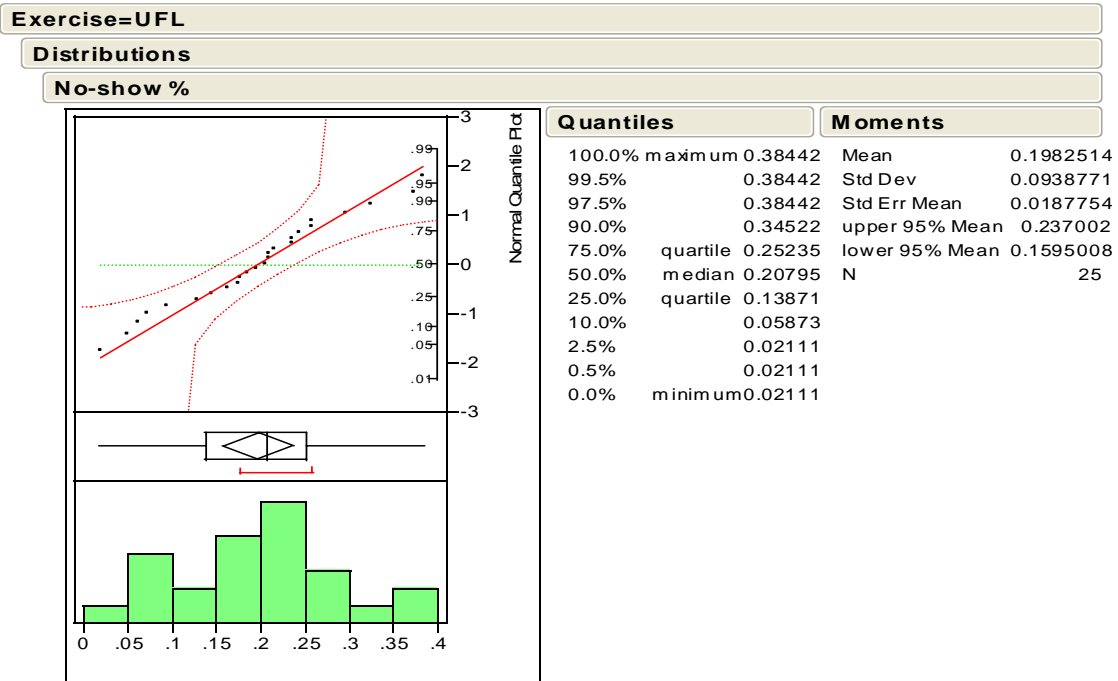 Exercise=UFL
Distributions
No-show %
3
2
1
0
-1
-2
-3
.99
.95
.90
.75
.50
.25
.10
.05
.01
Normal Quantile Plot
0 .05 .1 .15 .2 .25 .3 .35 .4
Quantiles
100.0% maximum 0.38442
99.5% 0.38442
97.5% 0.38442
90.0% 0.34522
75.0% quartile 0.25235
50.0% median 0.20795
25.0% quartile 0.13871
10.0% 0.05873
2.5% 0.02111
0.5% 0.02111
0.0% minimum 0.02111
Moments
Mean 0.1982514
Std Dev 0.0938771
Std Err Mean 0.0187754
upper 95% Mean 0.237002
lower 95% Mean 0.1595008
N 25